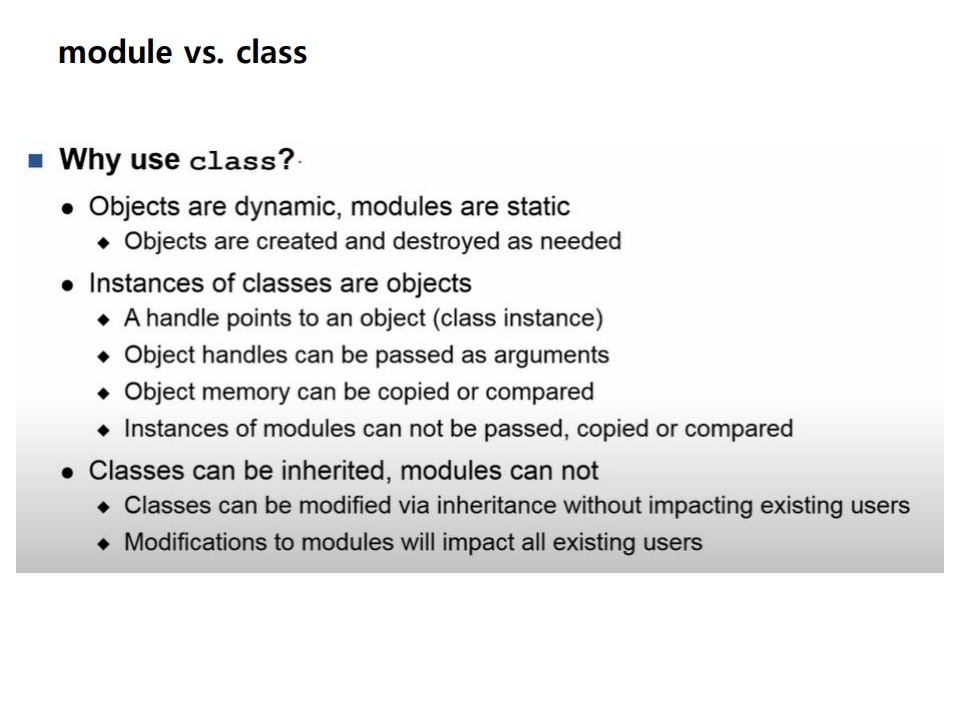 module vs. class
Why use class?
Objects are dynamic, modules are static
Objects are created and destroyed as needed
Instances of classes are objects
A handle points to an object (class instance)
Object handles can be passed as arguments
Object memory can be copied or compared
Instances of modules can not be passed, copied or compared
Classes can be inherited, modules can not
Classes can be modified via inheritance without impacting existing users
Modifications to modules will impact all existing users